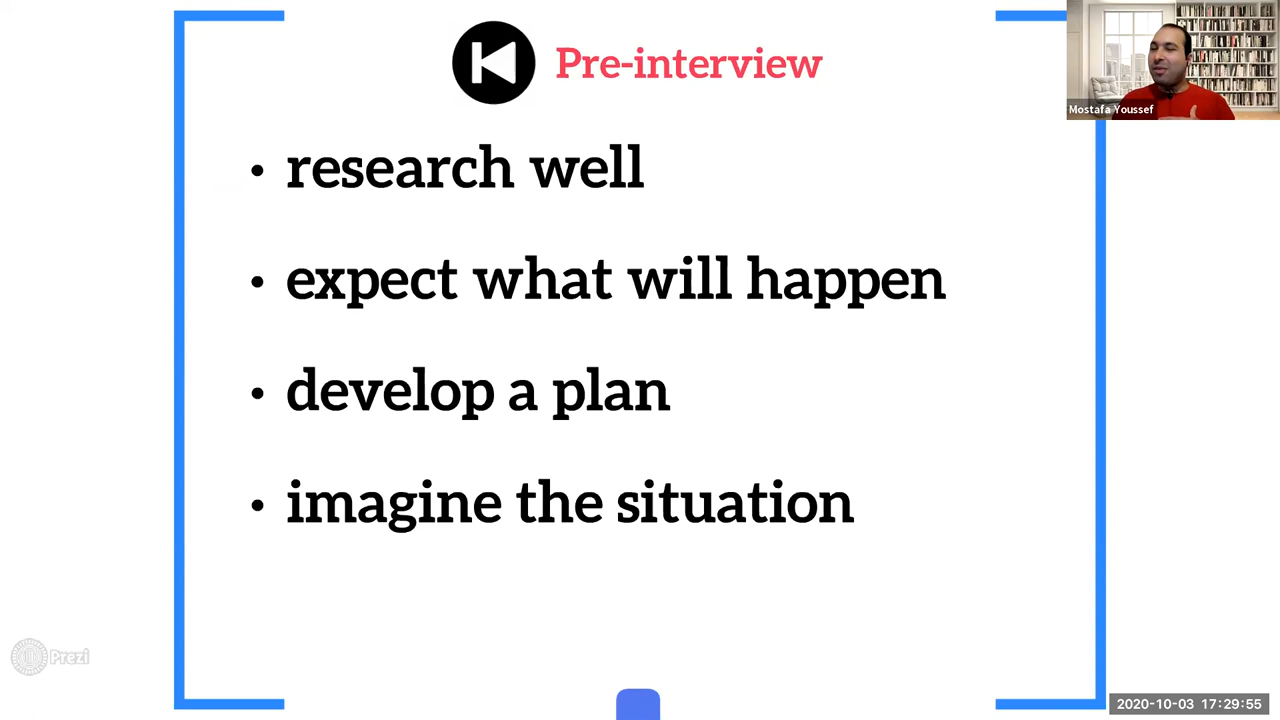 Pre-interview
Mostafa Youssef
• research well
• expect what will happen
• develop a plan
• imagine the situation
Prezi
2020-10-03 17:29:55